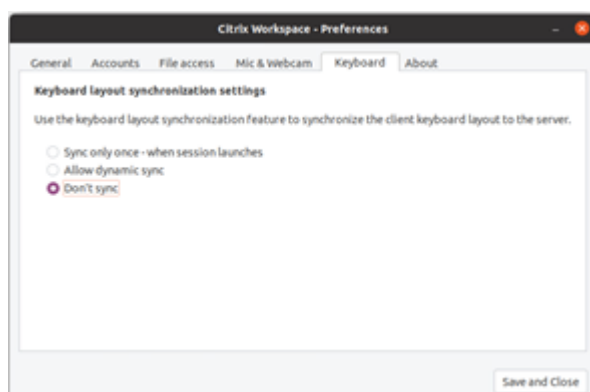 Citrix Workspace - Preferences
General Accounts File access Mic & Webcam Keyboard About
Keyboard layout synchronization settings
Use the keyboard layout synchronization feature to synchronize the client keyboard layout to the server.
Sync only once - when session launches
Allow dynamic sync
Don't sync
Save and Close